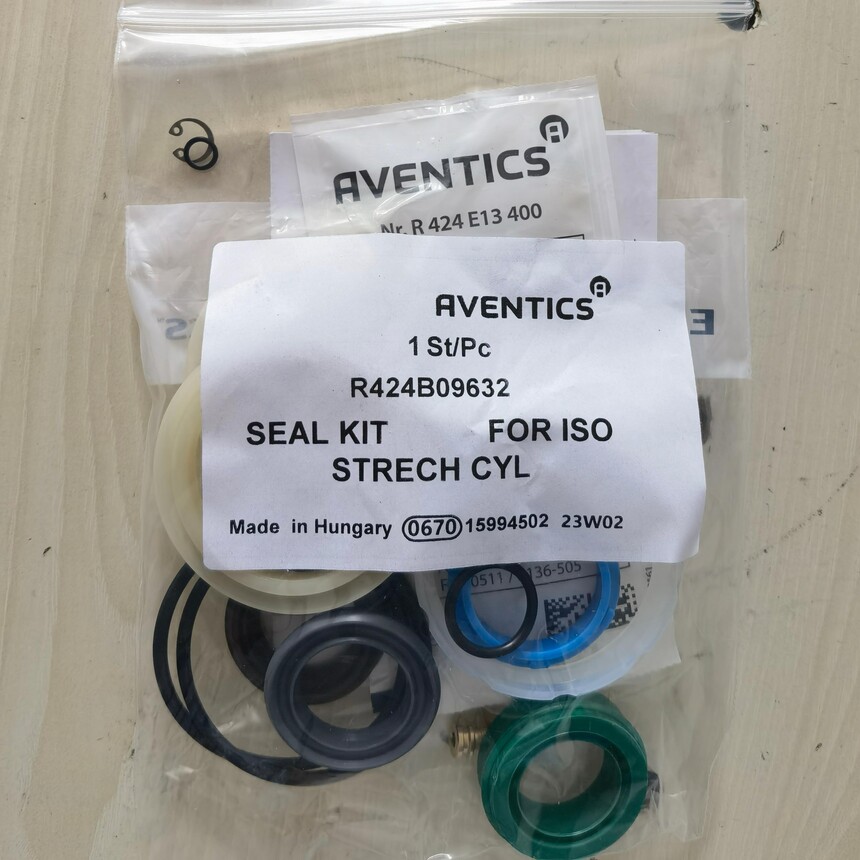 AVENTICS
Nr. R 424 E13 400
AVENTICS
1 St/Pc
R424B09632
SEAL KIT FOR ISO
STRECH CYL
Made in Hungary 0670 15994502 23W02